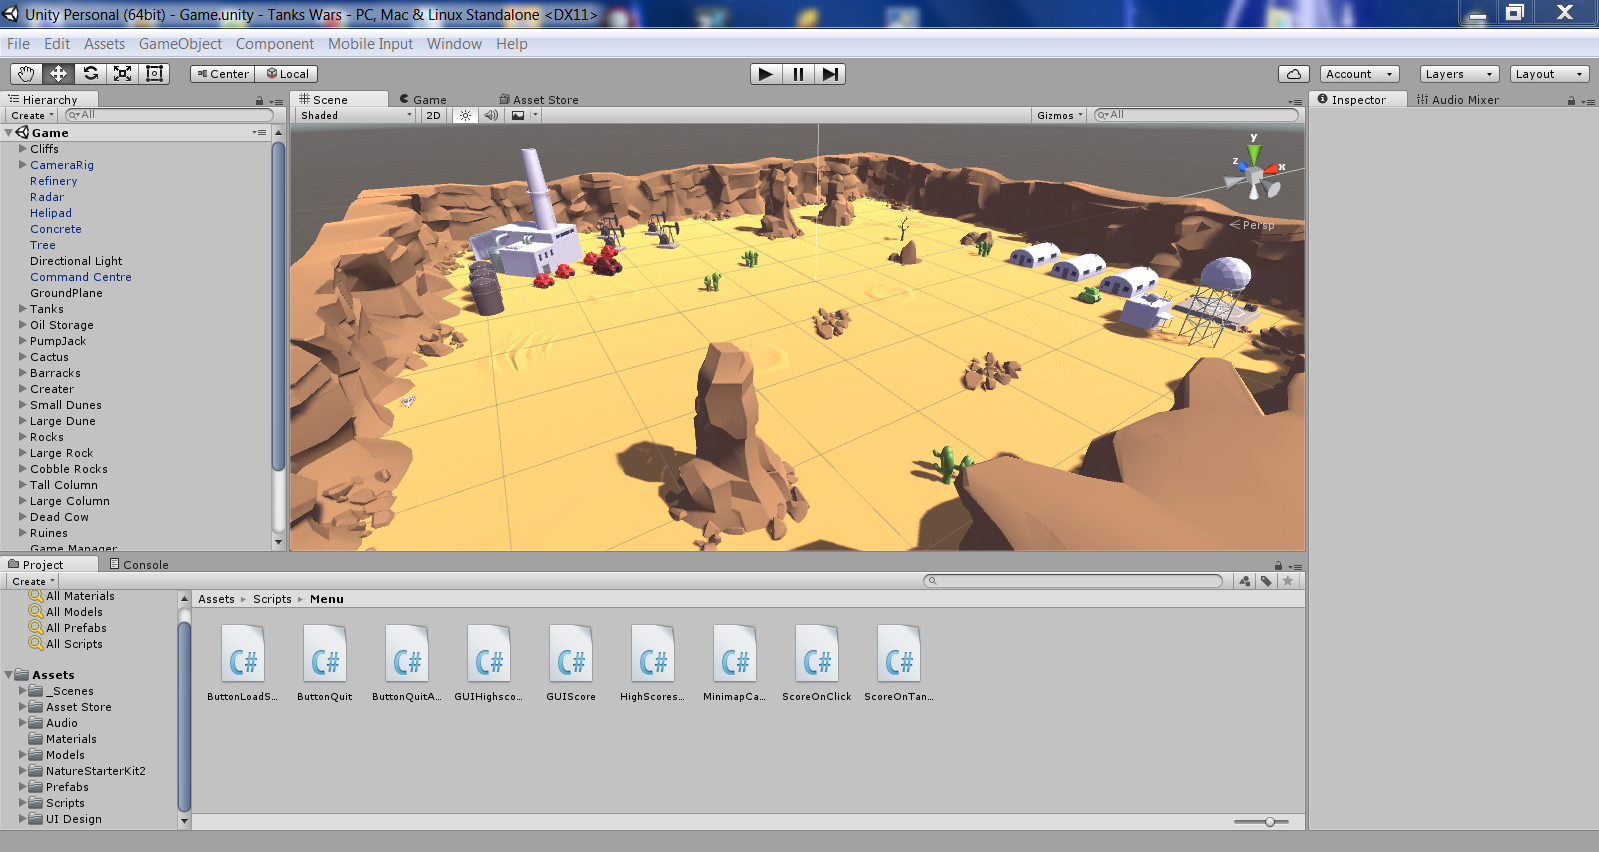 Unity Personal (64bit) - Game.unity - Tanks Wars - PC, Mac & Linux Standalone <DX11>
File Edit Assets GameObject Component Mobile Input Window Help
Center Local Account Layers Layout
Hierarchy
Create All
Game
Cliffs
CameraRig
Refinery
Radar
Helipad
Concrete
Tree
Directional Light
Command Centre
GroundPlane
Tanks
Oil Storage
PumpJack
Cactus
Barracks
Creater
Small Dunes
Large Dune
Rocks
Large Rock
Cobble Rocks
Tall Column
Large Column
Dead Cow
Ruines
Game Manager
Scene Game Asset Store
Shaded 2D Gizmos All
y
z x
Persp
Inspector Audio Mixer
Project Console
Create
All Materials
All Models
All Prefabs
All Scripts
Assets
_Scenes
Asset Store
Audio
Materials
Models
NatureStarterKit2
Prefabs
Scripts
UI Design
Assets Scripts Menu
C# C# C# C# C# C# C# C# C#
ButtonLoadS... ButtonQuit ButtonQuitA... GUIHighsco... GUIScore HighScores... MinimapCa... ScoreOnClick ScoreOnTan...